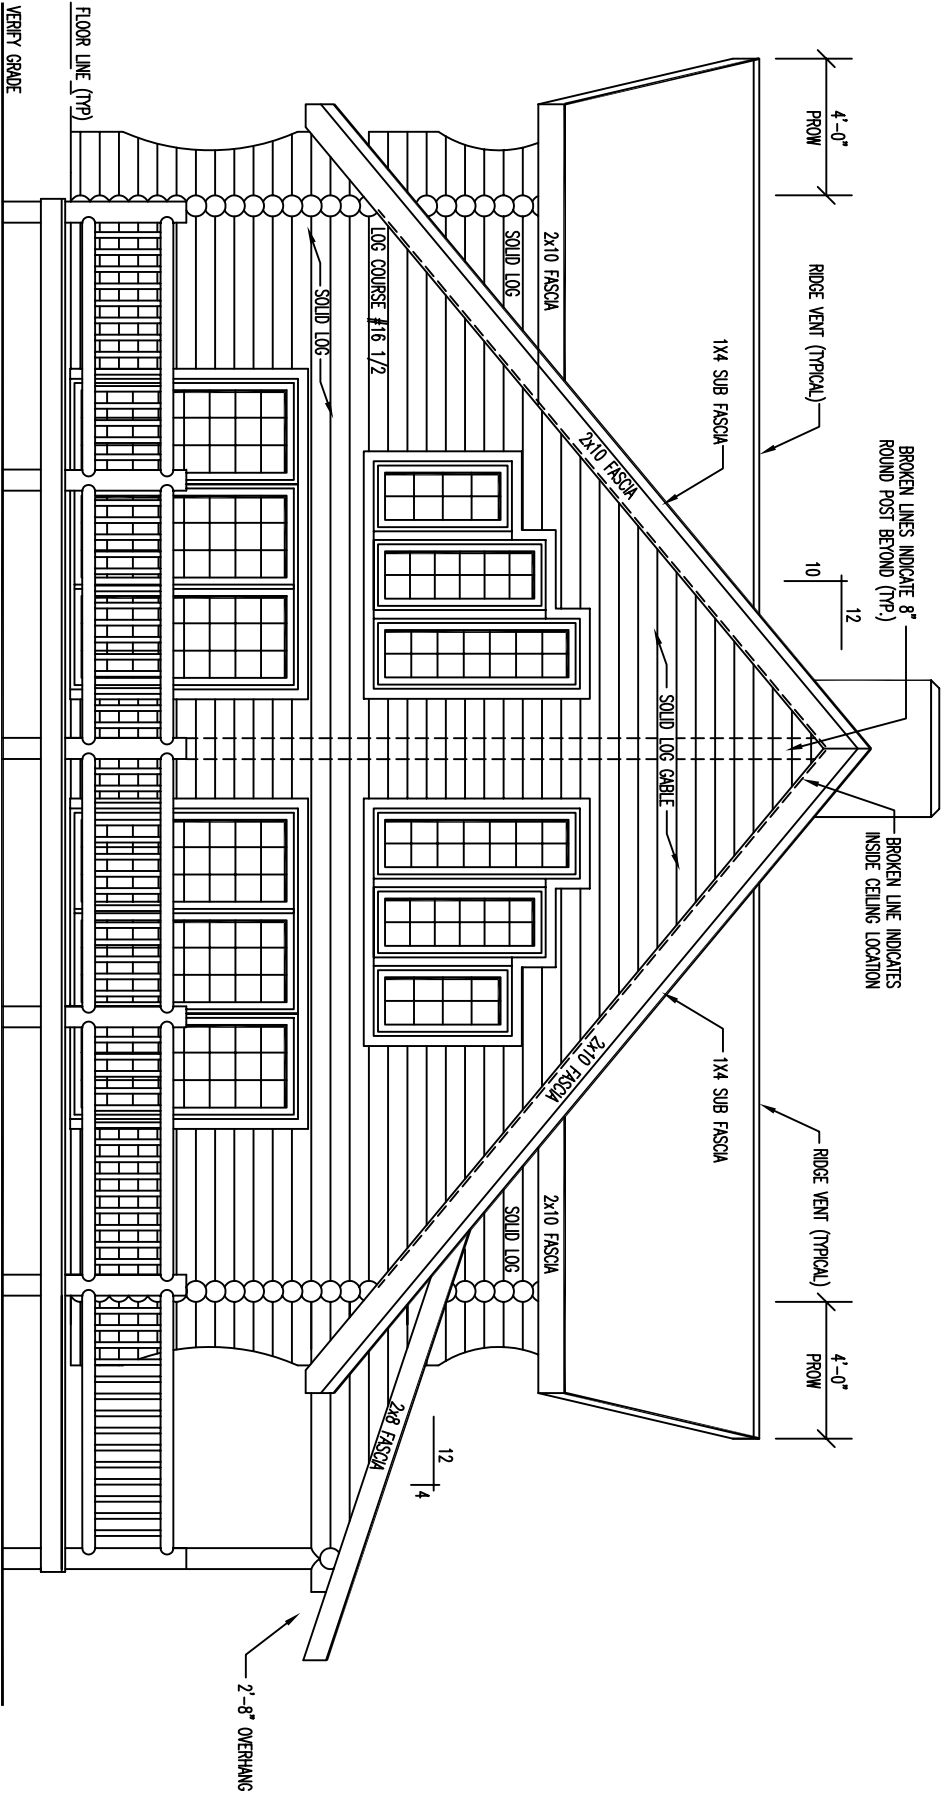 4'-0"
PROW
RIDGE VENT (TYPICAL)
1X4 SUB FASCIA
BROKEN LINES INDICATE 8"
ROUND POST BEYOND (TYP.)
10
12
BROKEN LINE INDICATES
INSIDE CEILING LOCATION
1X4 SUB FASCIA
RIDGE VENT (TYPICAL)
4'-0"
PROW
2x10 FASCIA
SOLID LOG
2x10 FASCIA
SOLID LOG GABLE
2x10 FASCIA
2x10 FASCIA
SOLID LOG
LOG COURSE #16 1/2
SOLID LOG
12
4
2x8 FASCIA
2'-8" OVERHANG
FLOOR LINE (TYP)
VERIFY GRADE